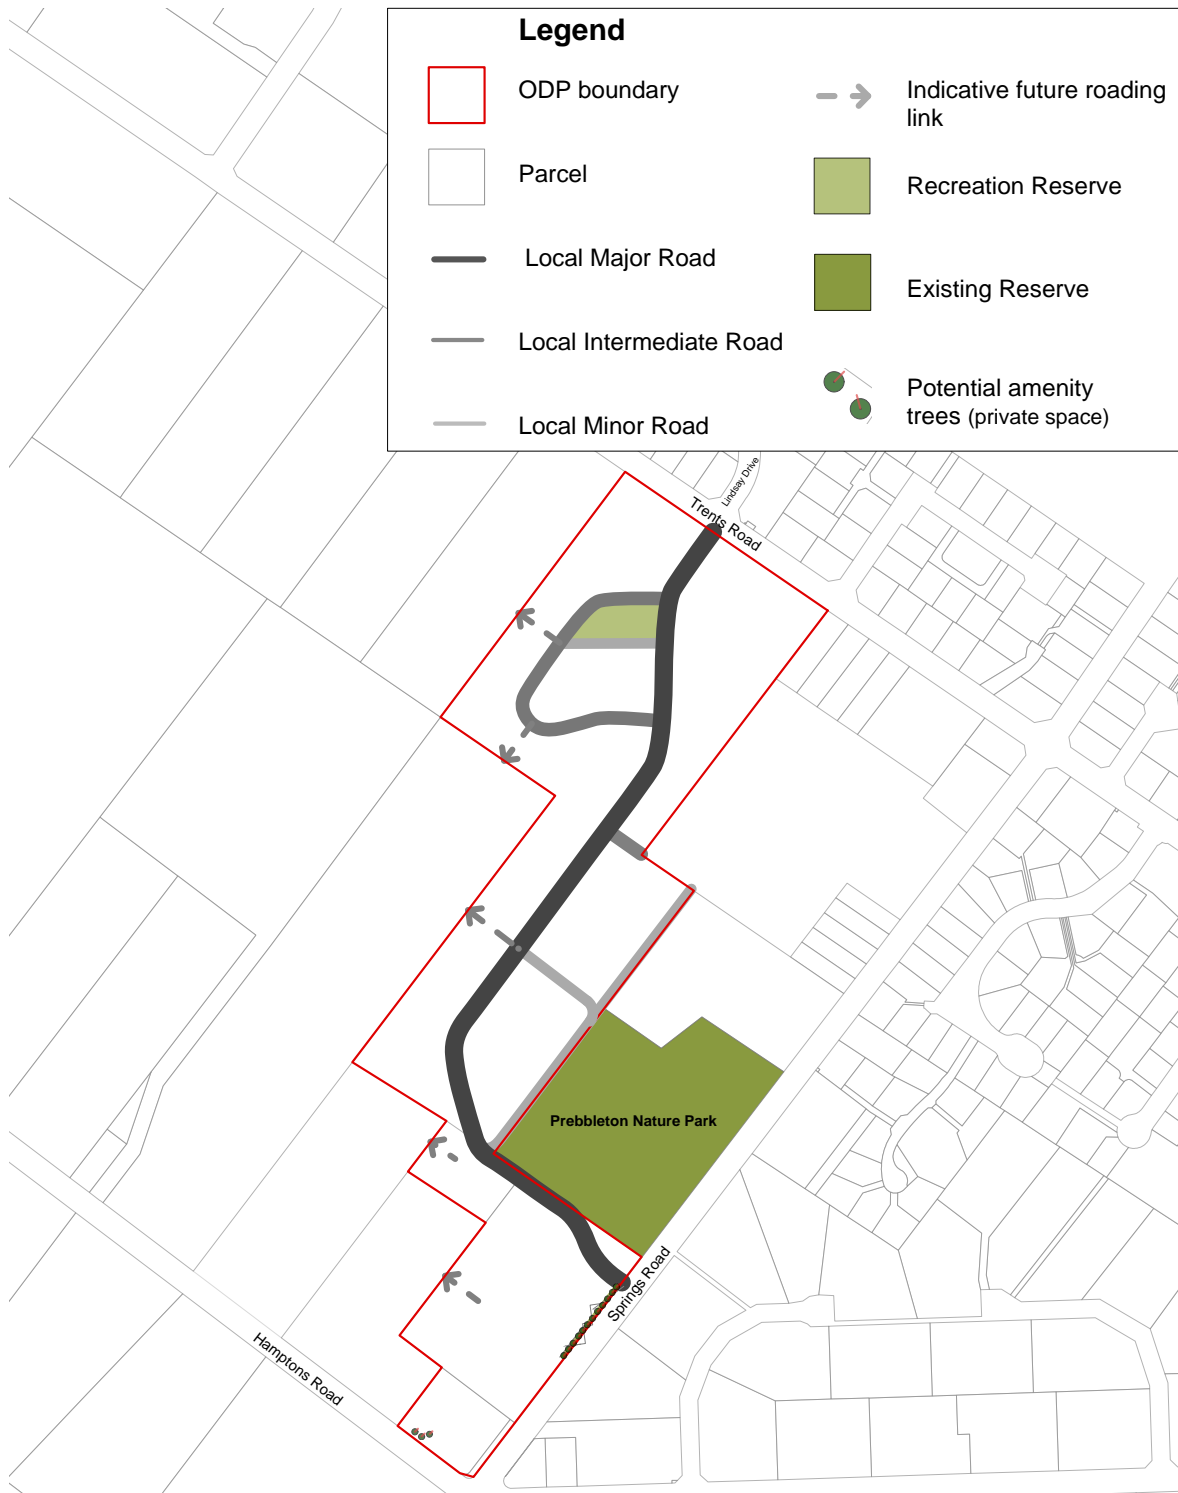 Legend
ODP boundary
Parcel
Local Major Road
Local Intermediate Road
Local Minor Road
Indicative future roading
link
Recreation Reserve
Existing Reserve
Potential amenity
trees (private space)
Lindsay Drive
Trents Road
Prebbleton Nature Park
Springs Road
Hamptons Road